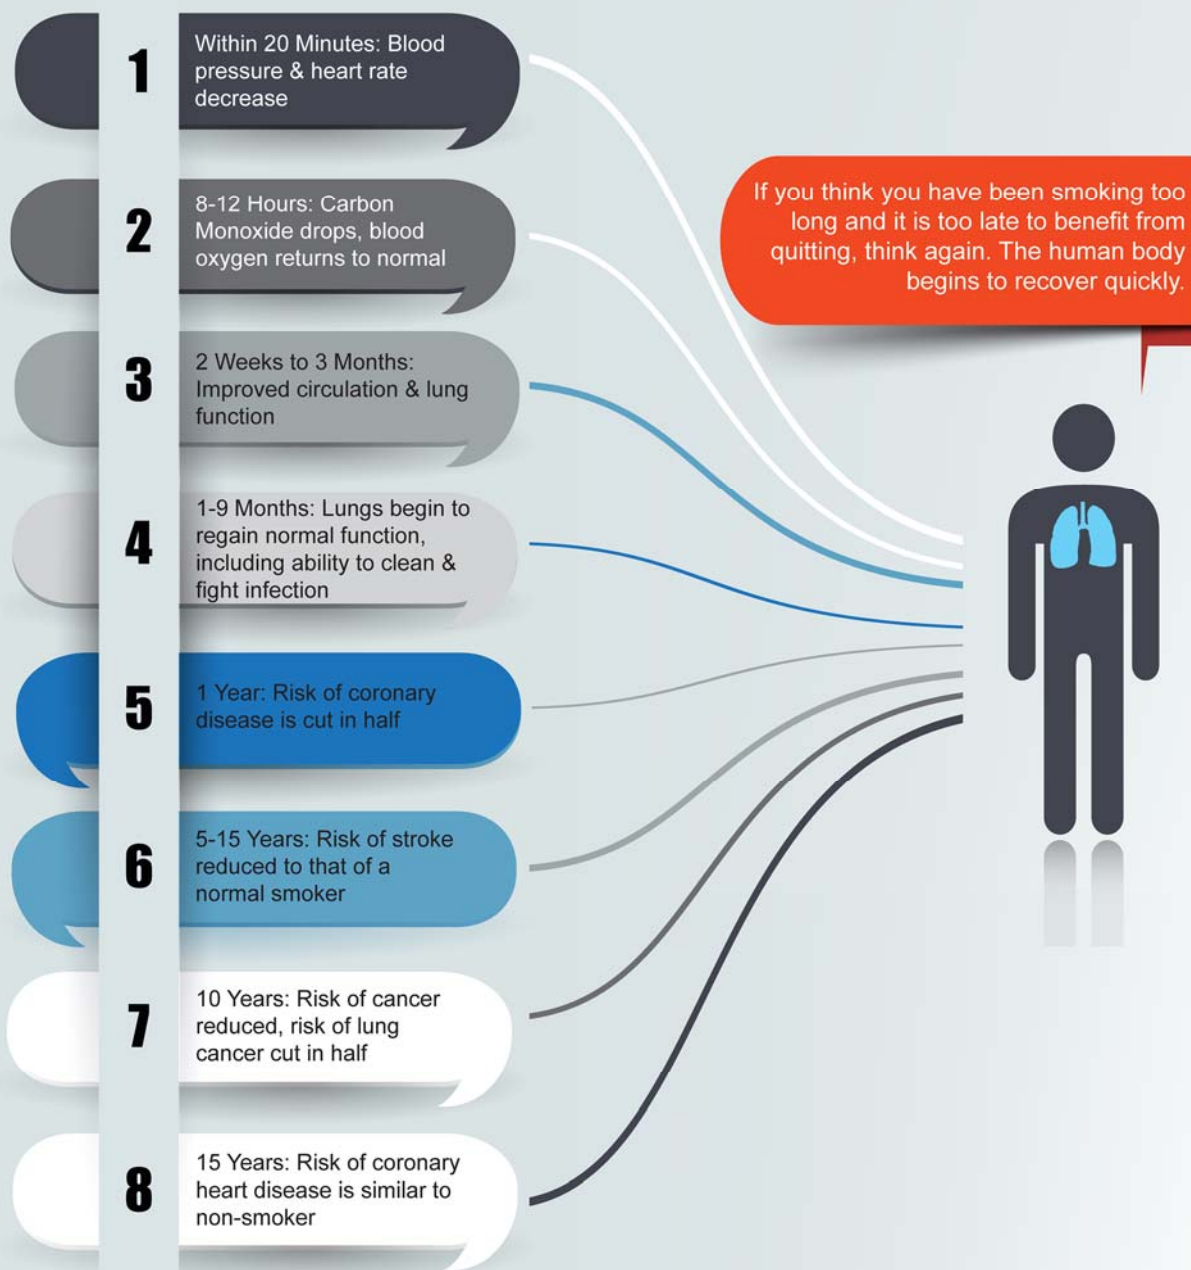 1
Within 20 Minutes: Blood
pressure & heart rate
decrease
2
8-12 Hours: Carbon
Monoxide drops, blood
oxygen returns to normal
3
2 Weeks to 3 Months:
Improved circulation & lung
function
4
1-9 Months: Lungs begin to
regain normal function,
including ability to clean &
fight infection
5
1 Year: Risk of coronary
disease is cut in half
6
5-15 Years: Risk of stroke
reduced to that of a
normal smoker
7
10 Years: Risk of cancer
reduced, risk of lung
cancer cut in half
8
15 Years: Risk of coronary
heart disease is similar to
non-smoker
If you think you have been smoking too
long and it is too late to benefit from
quitting, think again. The human body
begins to recover quickly.